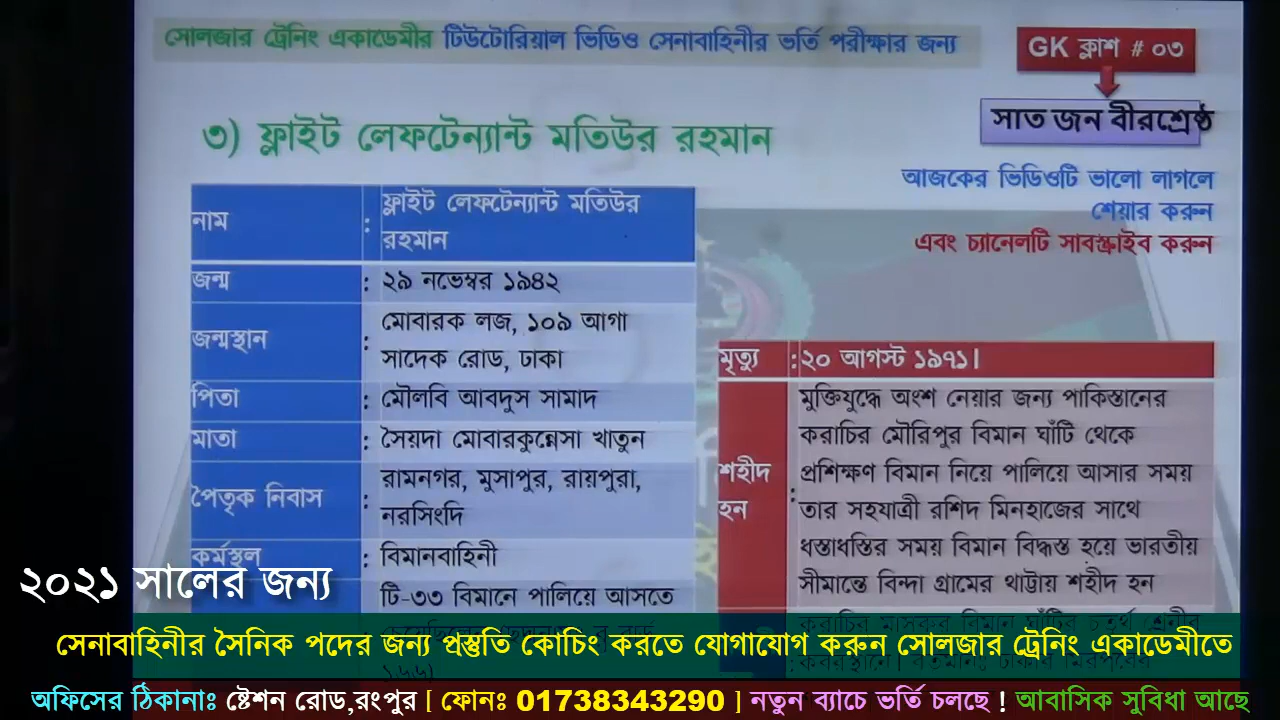 সোলজার ট্রেনিং একাডেমীর টিউটোরিয়াল ভিডিও সেনাবাহিনীর ভর্তি পরীক্ষার জন্য
GK ক্লাশ # ০৩
সাত জন বীরশ্রেষ্ঠ
৩) ফ্লাইট লেফটেন্যান্ট মতিউর রহমান
আজকের ভিডিওটি ভালো লাগলে
শেয়ার করুন
এবং চ্যানেলটি সাবস্ক্রাইব করুন
নাম : ফ্লাইট লেফটেন্যান্ট মতিউর
রহমান
জন্ম : ২৯ নভেম্বর ১৯৪২
জন্মস্থান : মোবারক লজ, ১০৯ আগা
সাদেক রোড, ঢাকা
পিতা : মৌলবি আবদুস সামাদ
মাতা : সৈয়দা মোবারকুন্নেসা খাতুন
পৈতৃক নিবাস : রামনগর, মুসাপুর, রায়পুরা,
নরসিংদি
কর্মস্থল : বিমানবাহিনী
টি-৩৩ বিমানে পালিয়ে আসতে
মৃত্যু : ২০ আগস্ট ১৯৭১।
শহীদ হন : মুক্তিযুদ্ধে অংশ নেয়ার জন্য পাকিস্তানের
করাচির মৌরিপুর বিমান ঘাঁটি থেকে
প্রশিক্ষণ বিমান নিয়ে পালিয়ে আসার সময়
তার সহযাত্রী রশিদ মিনহাজের সাথে
ধস্তাধস্তির সময় বিমান বিদ্ধস্ত হয়ে ভারতীয়
সীমান্তে বিন্দা গ্রামের থাট্টায় শহীদ হন
করাচির মাসরুর বিমান ঘাঁটির চতুর্থ শ্রেনীর
২০২১ সালের জন্য
সেনাবাহিনীর সৈনিক পদের জন্য প্রস্তুতি কোচিং করতে যোগাযোগ করুন সোলজার ট্রেনিং একাডেমীতে
অফিসের ঠিকানাঃ ষ্টেশন রোড,রংপুর [ ফোনঃ 01738343290 ] নতুন ব্যাচে ভর্তি চলছে ! আবাসিক সুবিধা আছে